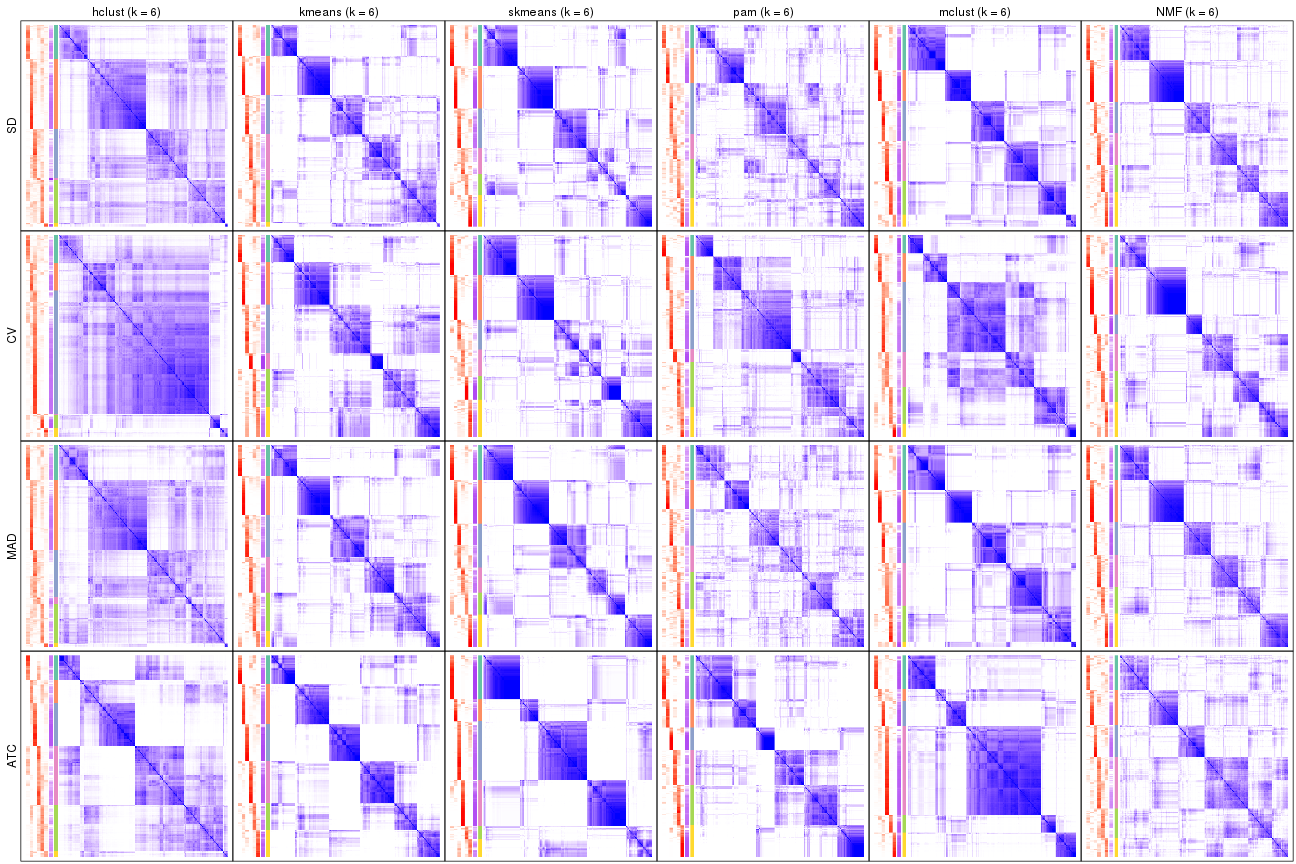 hclust (k = 6) kmeans (k = 6) skmeans (k = 6) pam (k = 6) mclust (k = 6) NMF (k = 6)
SD
CV
MAD
ATC